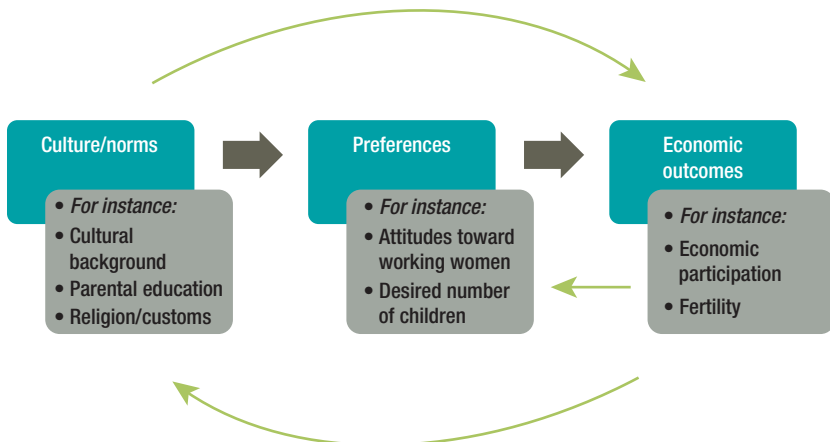 Culture/norms
• For instance:
• Cultural
background
• Parental education
• Religion/customs
Preferences
• For instance:
• Attitudes toward
working women
• Desired number
of children
Economic
outcomes
• For instance:
• Economic
participation
• Fertility